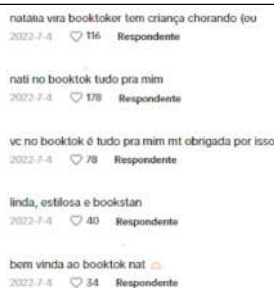 natália vira booktoker tem criança chorando (ou
2022-7-4 116 Respondente
nati no booktok tudo pra mim
2022-7-4 178 Respondente
vc no booktok é tudo pra mim mt obrigada por isso
2022-7-4 78 Respondente
linda, estilosa e bookstan
2022-7-4 40 Respondente
bem vinda ao booktok nat
2022-7-4 34 Respondente